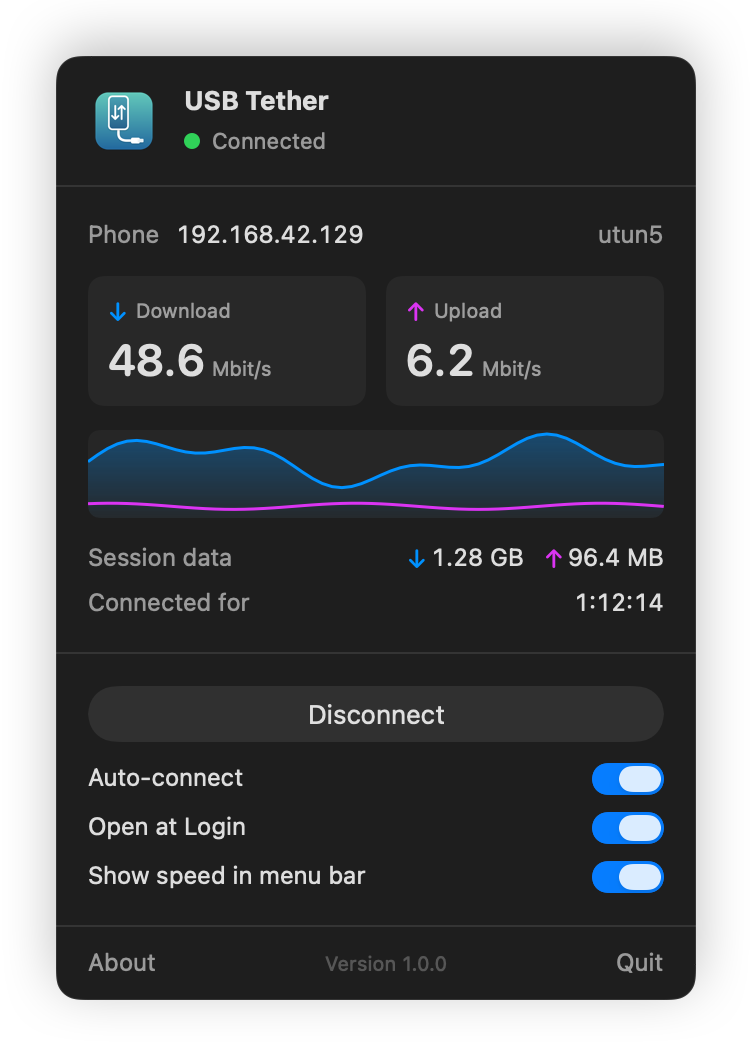 USB Tether
Connected
Phone 192.168.42.129 utun5
Download Upload
48.6 Mbit/s 6.2 Mbit/s
Session data 1.28 GB 96.4 MB
Connected for 1:12:14
Disconnect
Auto-connect
Open at Login
Show speed in menu bar
About Version 1.0.0 Quit